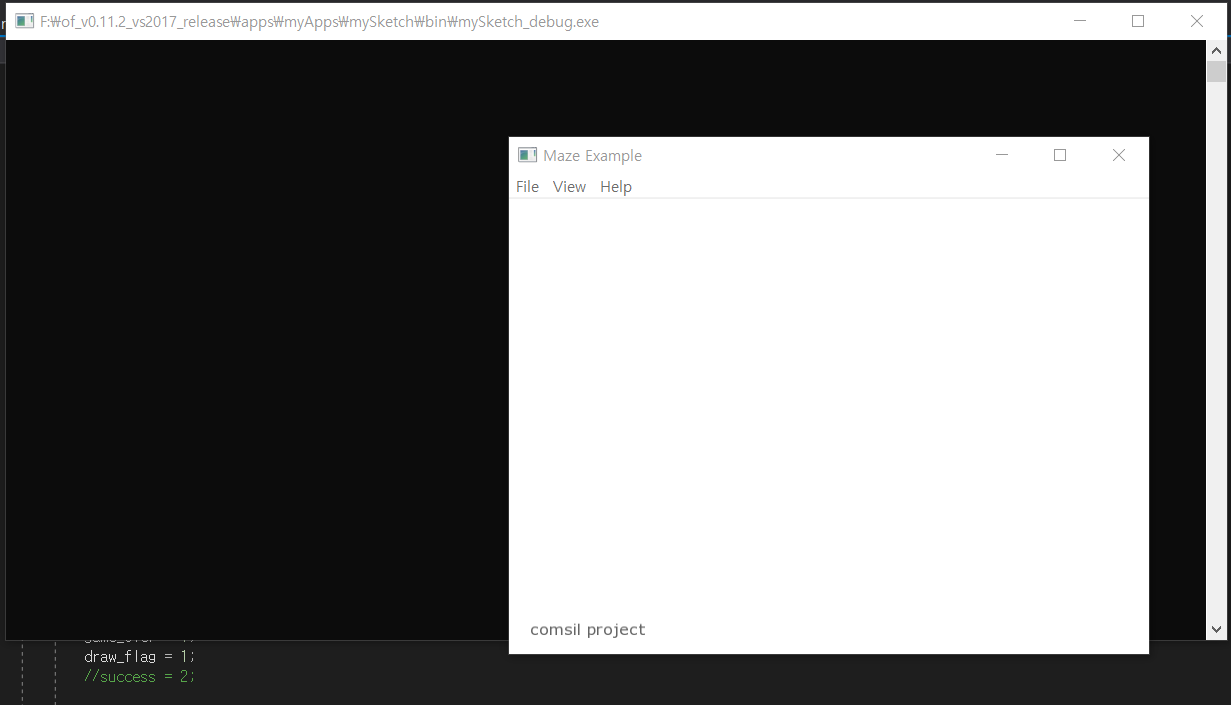 F:₩of_v0.11.2_vs2017_release₩apps₩myApps₩mySketch₩bin₩mySketch_debug.exe
Maze Example
File View Help
comsil project
draw_flag = 1;
//success = 2;